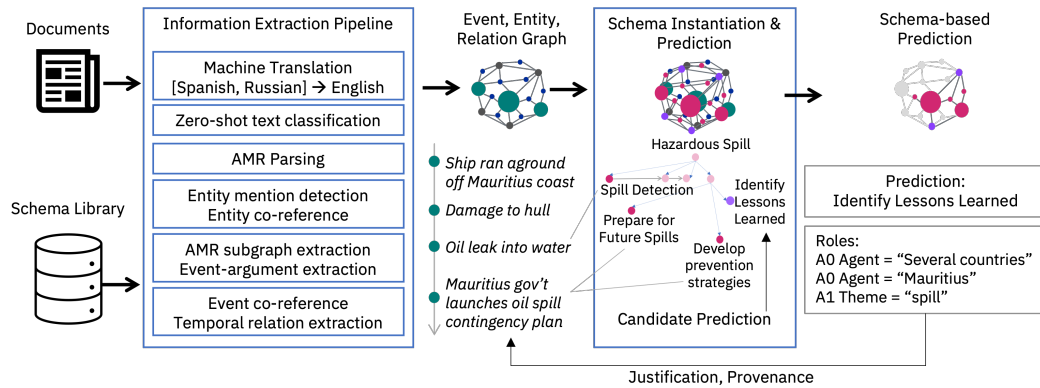 Documents
Schema Library
Information Extraction Pipeline
Machine Translation
[Spanish, Russian] → English
Zero-shot text classification
AMR Parsing
Entity mention detection
Entity co-reference
AMR subgraph extraction
Event-argument extraction
Event co-reference
Temporal relation extraction
Event, Entity,
Relation Graph
Ship ran aground
off Mauritius coast
Damage to hull
Oil leak into water
Mauritius gov't
launches oil spill
contingency plan
Schema Instantiation &
Prediction
Hazardous Spill
Spill Detection
Identify
Lessons
Learned
Prepare for
Future Spills
Develop
prevention
strategies
Candidate Prediction
Schema-based
Prediction
Prediction:
Identify Lessons Learned
Roles:
A0 Agent = “Several countries”
A0 Agent = “Mauritius”
A1 Theme = “spill”
Justification, Provenance